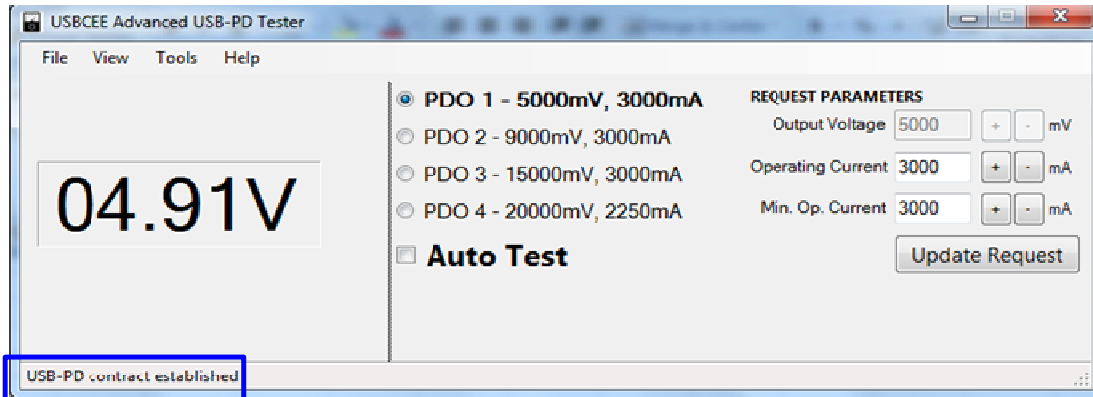 USBCEE Advanced USB-PD Tester
File View Tools Help
04.91V
PDO 1 - 5000mV, 3000mA
PDO 2 - 9000mV, 3000mA
PDO 3 - 15000mV, 3000mA
PDO 4 - 20000mV, 2250mA
Auto Test
REQUEST PARAMETERS
Output Voltage 5000 + - mV
Operating Current 3000 + - mA
Min. Op. Current 3000 + - mA
Update Request
USB-PD contract established